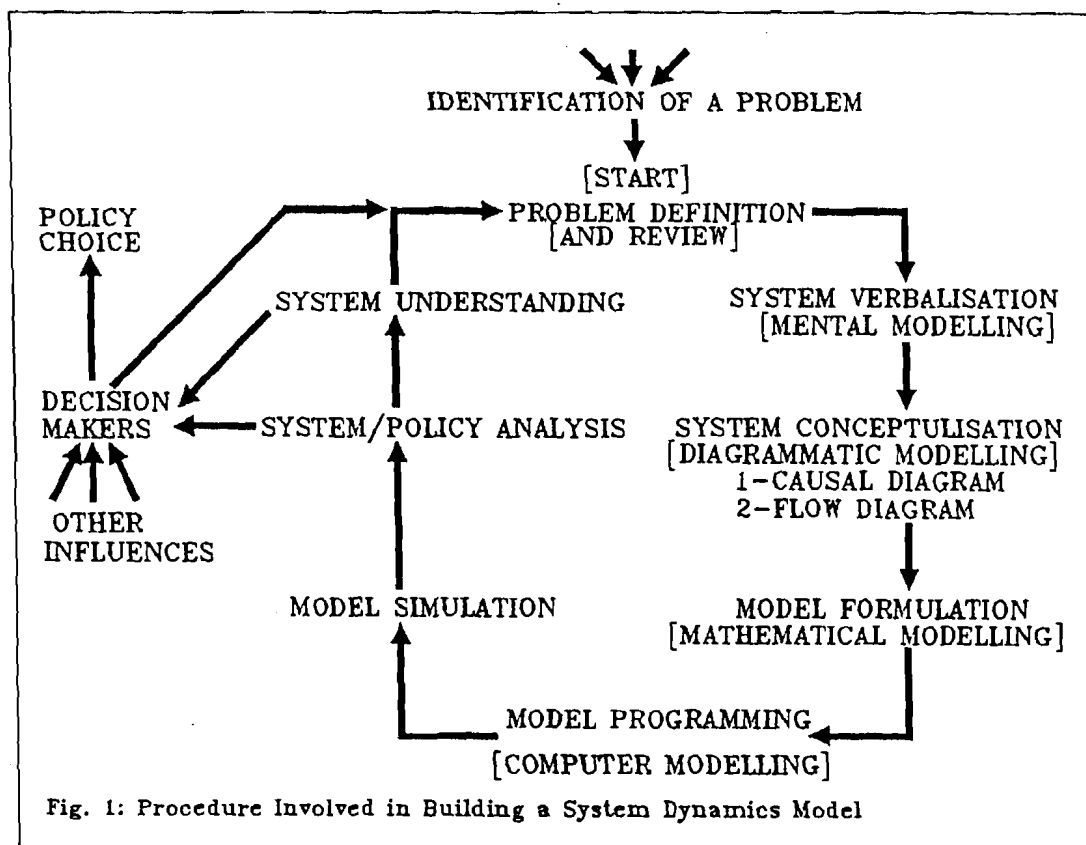 IDENTIFICATION OF A PROBLEM
[START]
PROBLEM DEFINITION
[AND REVIEW]
SYSTEM VERBALISATION
[MENTAL MODELLING]
SYSTEM CONCEPTULISATION
[DIAGRAMMATIC MODELLING]
1-CAUSAL DIAGRAM
2-FLOW DIAGRAM
MODEL FORMULATION
[MATHEMATICAL MODELLING]
MODEL PROGRAMMING
[COMPUTER MODELLING]
MODEL SIMULATION
SYSTEM/POLICY ANALYSIS
SYSTEM UNDERSTANDING
DECISION
MAKERS
OTHER
INFLUENCES
POLICY
CHOICE
Fig. 1: Procedure Involved in Building a System Dynamics Model